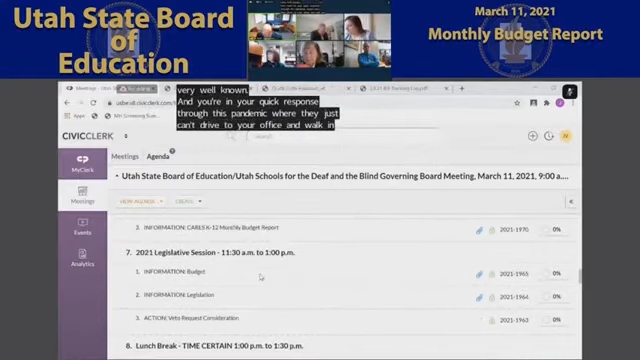 Utah State Board
of
Education
March 11, 2021
Monthly Budget Report
very well known.
And you're in your quick response
through this pandemic where they just
can't drive to your office and walk in
CIVICCLERK
JV
MyClerk
Meetings
Events
Analytics
Meetings
Agenda
Utah State Board of Education/Utah Schools for the Deaf and the Blind Governing Board Meeting, March 11, 2021, 9:00 a....
VIEW AGENDA
CREATE
3. INFORMATION: CARES K-12 Monthly Budget Report 2021-1970 0%
7. 2021 Legislative Session - 11:30 a.m. to 1:00 p.m.
1. INFORMATION: Budget 2021-1965 0%
2. INFORMATION: Legislation 2021-1964 0%
3. ACTION: Veto Request Consideration 2021-1963 0%
8. Lunch Break - TIME CERTAIN 1:00 p.m. to 1:30 p.m.